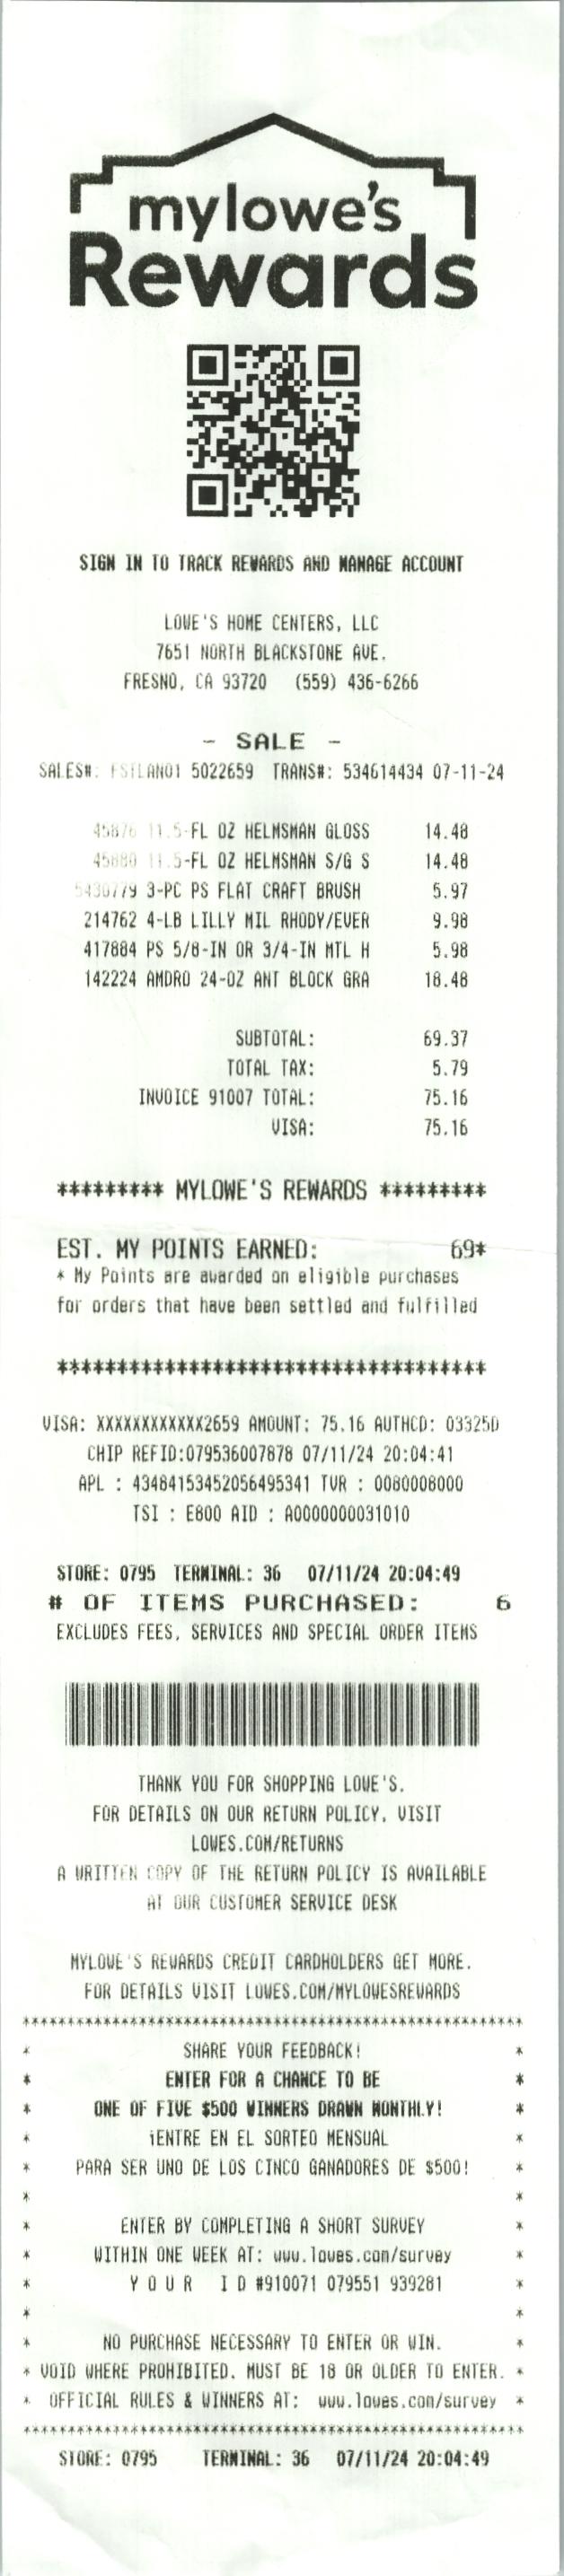 mylowe's
Rewards
SIGN IN TO TRACK REWARDS AND MANAGE ACCOUNT
LOWE'S HOME CENTERS, LLC
7651 NORTH BLACKSTONE AVE.
FRESNO, CA 93720 (559) 436-6266
- SALE -
SALES#: 5022659 TRANS#: 534614434 07-11-24
45876 11.5-FL OZ HELMSMAN GLOSS 14.48
45880 11.5-FL OZ HELMSMAN S/G S 14.48
5430779 3-PC PS FLAT CRAFT BRUSH 5.97
214762 4-LB LILLY MIL RHODY/EVER 9.98
417884 PS 5/8-IN OR 3/4-IN MTL H 5.98
142224 AMDRO 24-OZ ANT BLOCK GRA 18.48
SUBTOTAL: 69.37
TOTAL TAX: 5.79
INVOICE 91007 TOTAL: 75.16
VISA: 75.16
********* MYLOWE'S REWARDS *********
EST. MY POINTS EARNED: 69*
* My Points are awarded on eligible purchases
for orders that have been settled and fulfilled
************************************
VISA: XXXXXXXXXXXX2659 AMOUNT: 75.16 AUTHCD: 03325D
CHIP REFID:079536007878 07/11/24 20:04:41
APL : 43484153452056495341 TVR : 0080008000
TSI : E800 AID : A0000000031010
STORE: 0795 TERMINAL: 36 07/11/24 20:04:49
# OF ITEMS PURCHASED: 6
EXCLUDES FEES, SERVICES AND SPECIAL ORDER ITEMS
THANK YOU FOR SHOPPING LOWE'S.
FOR DETAILS ON OUR RETURN POLICY, VISIT
LOWES.COM/RETURNS
A WRITTEN COPY OF THE RETURN POLICY IS AVAILABLE
AT OUR CUSTOMER SERVICE DESK
MYLOWE'S REWARDS CREDIT CARDHOLDERS GET MORE.
FOR DETAILS VISIT LOWES.COM/MYLOWESREWARDS
*******************************************************
* SHARE YOUR FEEDBACK! *
* ENTER FOR A CHANCE TO BE *
* ONE OF FIVE $500 WINNERS DRAWN MONTHLY! *
* ¡ENTRE EN EL SORTEO MENSUAL *
* PARA SER UNO DE LOS CINCO GANADORES DE $500! *
* *
* ENTER BY COMPLETING A SHORT SURVEY *
* WITHIN ONE WEEK AT: www.lowes.com/survey *
* Y O U R I D #910071 079551 939281 *
* *
* NO PURCHASE NECESSARY TO ENTER OR WIN. *
* VOID WHERE PROHIBITED. MUST BE 18 OR OLDER TO ENTER. *
* OFFICIAL RULES & WINNERS AT: www.lowes.com/survey *
*******************************************************
STORE: 0795 TERMINAL: 36 07/11/24 20:04:49